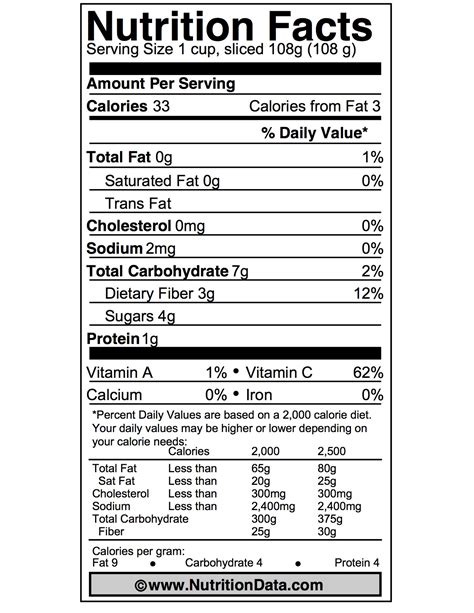 Nutrition Facts
Serving Size 1 cup, sliced 108g (108 g)
Amount Per Serving
Calories 33 Calories from Fat 3
% Daily Value*
Total Fat 0g 1%
Saturated Fat 0g 0%
Trans Fat
Cholesterol 0mg 0%
Sodium 2mg 0%
Total Carbohydrate 7g 2%
Dietary Fiber 3g 12%
Sugars 4g
Protein 1g
Vitamin A 1% • Vitamin C 62%
Calcium 0% • Iron 0%
*Percent Daily Values are based on a 2,000 calorie diet.
Your daily values may be higher or lower depending on
your calorie needs:
Calories 2,000 2,500
Total Fat Less than 65g 80g
Sat Fat Less than 20g 25g
Cholesterol Less than 300mg 300mg
Sodium Less than 2,400mg 2,400mg
Total Carbohydrate 300g 375g
Fiber 25g 30g
Calories per gram:
Fat 9 • Carbohydrate 4 • Protein 4
©www.NutritionData.com